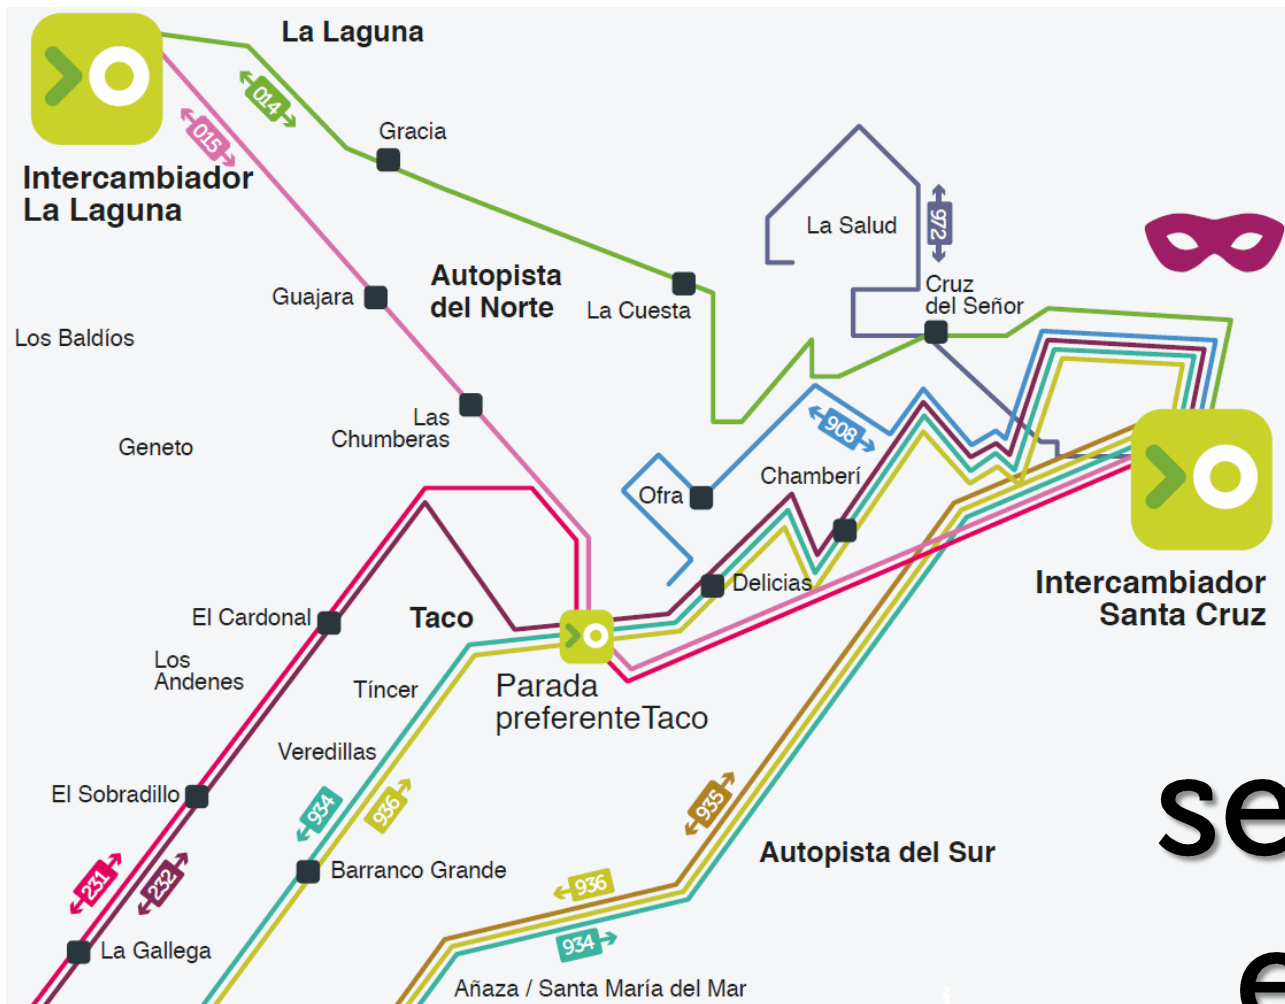 La Laguna
014
015
Gracia
Intercambiador
La Laguna
La Salud
972
Autopista
del Norte
Guajara
La Cuesta
Cruz
del Señor
Los Baldíos
Las
Chumberas
908
Geneto
Chamberí
Ofra
Delicias
Intercambiador
Santa Cruz
El Cardonal
Taco
Los
Andenes
Tíncer
Parada
preferenteTaco
Veredillas
El Sobradillo
934
936
935
Autopista del Sur
231
232
Barranco Grande
936
934
La Gallega
Añaza / Santa María del Mar
se
e